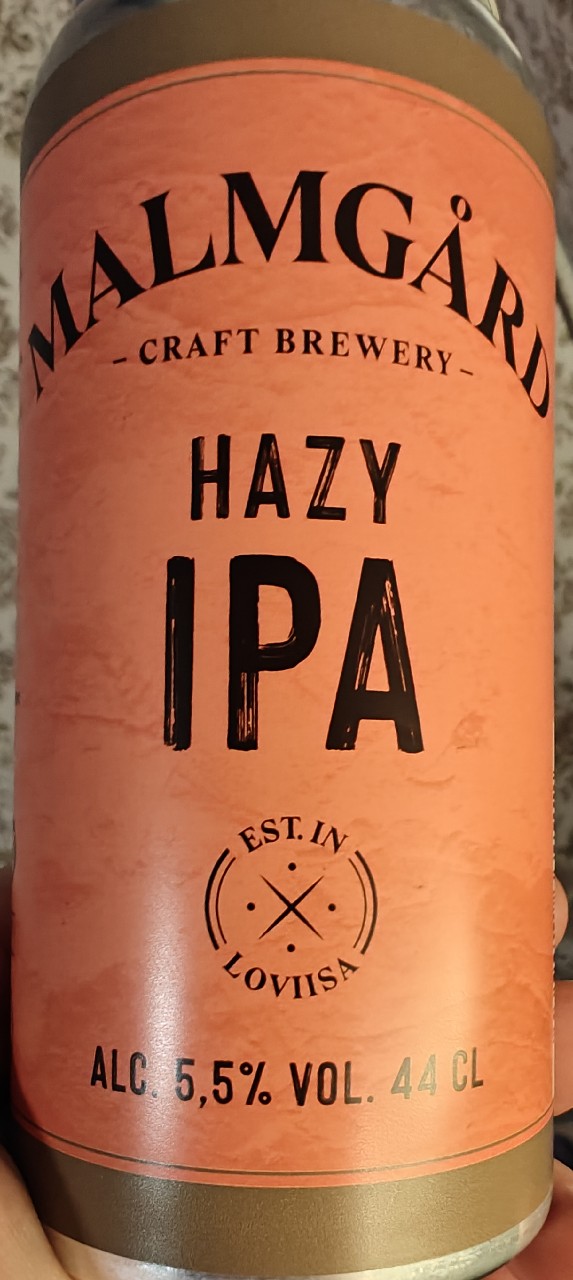 MALMGÅRD
- CRAFT BREWERY -
HAZY
IPA
EST. IN
LOVIISA
ALC. 5,5% VOL. 44 CL